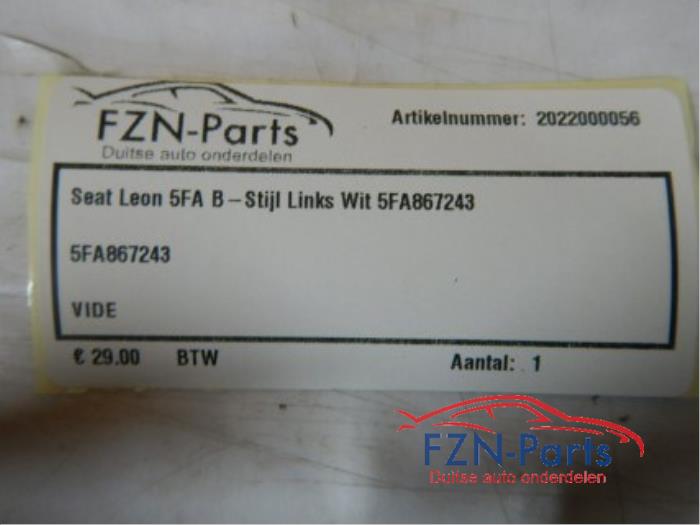 FZN-Parts
Duitse auto onderdelen
Artikelnummer: 2022000056
Seat Leon 5FA B-Stijl Links Wit 5FA867243
5FA867243
VIDE
€ 29.00 BTW
Aantal: 1
FZN-Parts
Duitse auto onderdelen